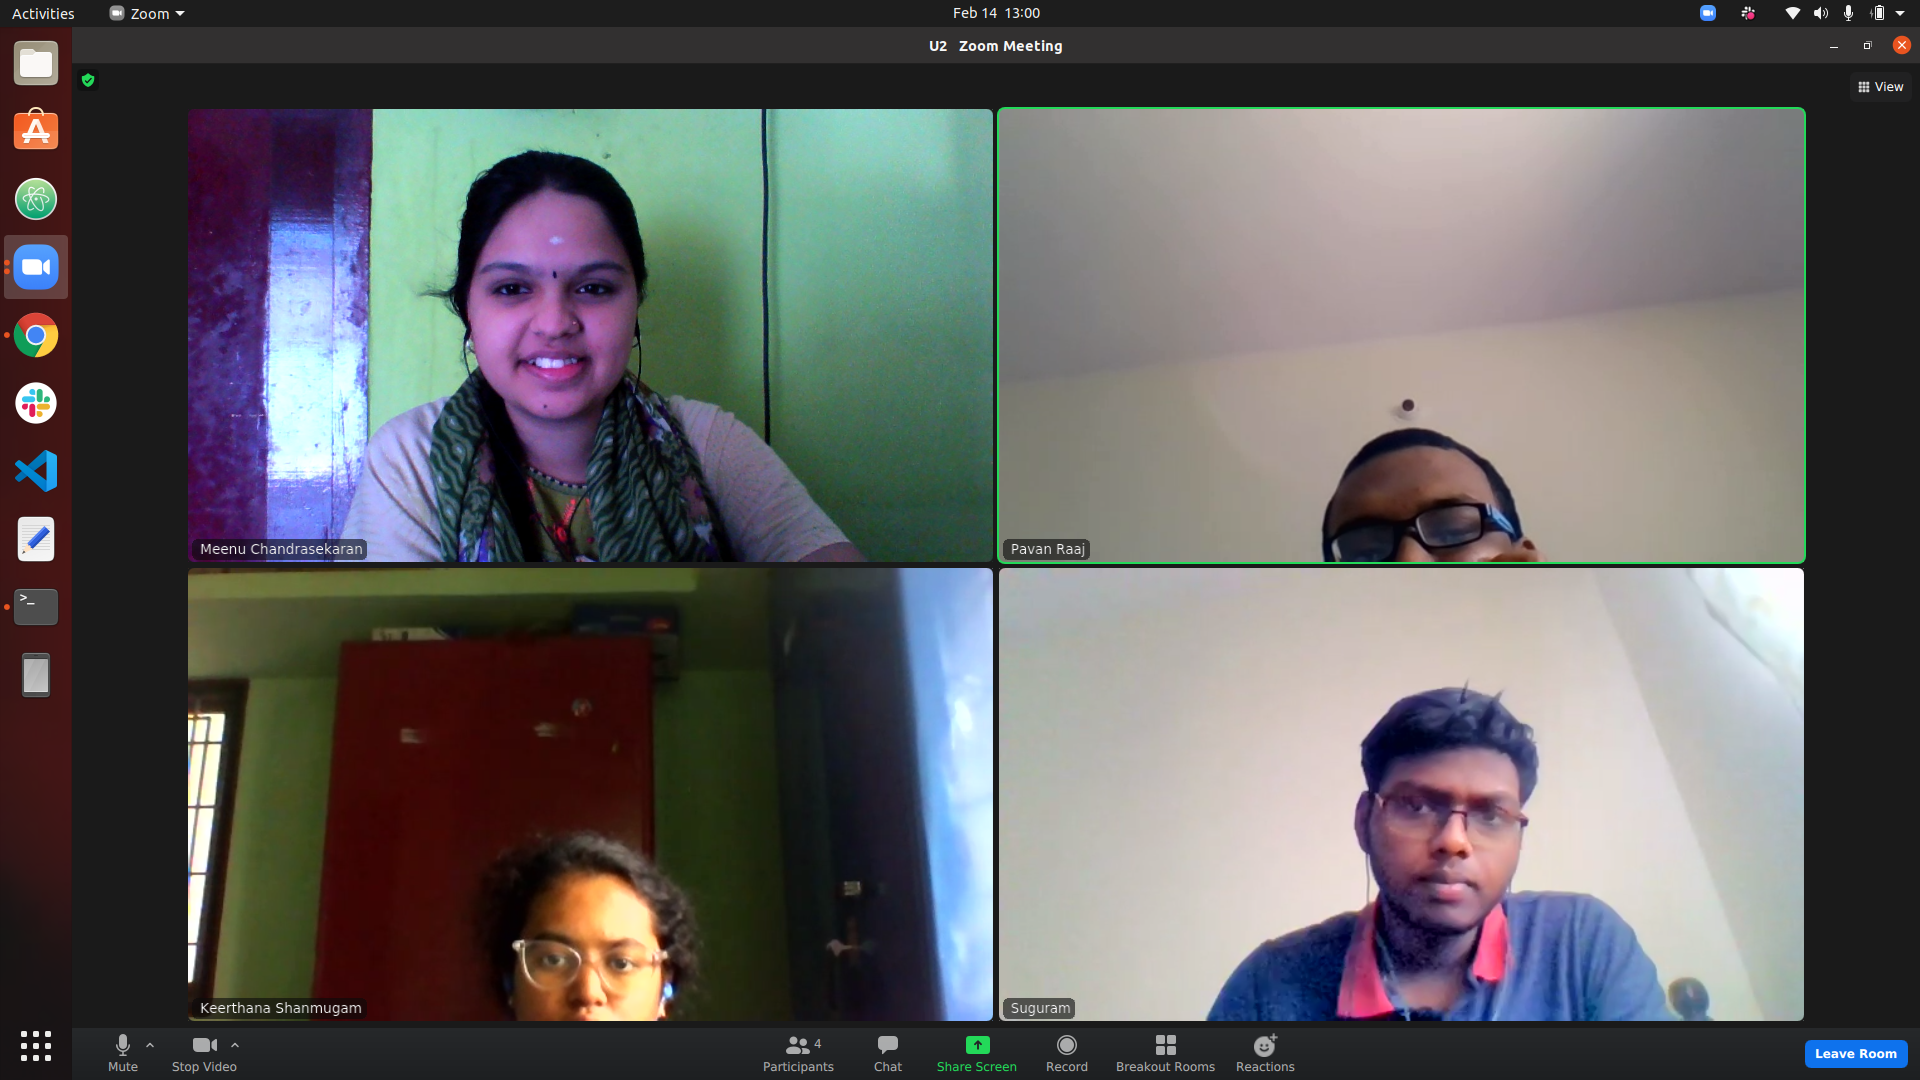 Activities
Zoom
Feb 14 13:00
U2 Zoom Meeting
View
Meenu Chandrasekaran
Pavan Raaj
Keerthana Shanmugam
Suguram
Mute
Stop Video
4
Participants
Chat
Share Screen
Record
Breakout Rooms
Reactions
Leave Room